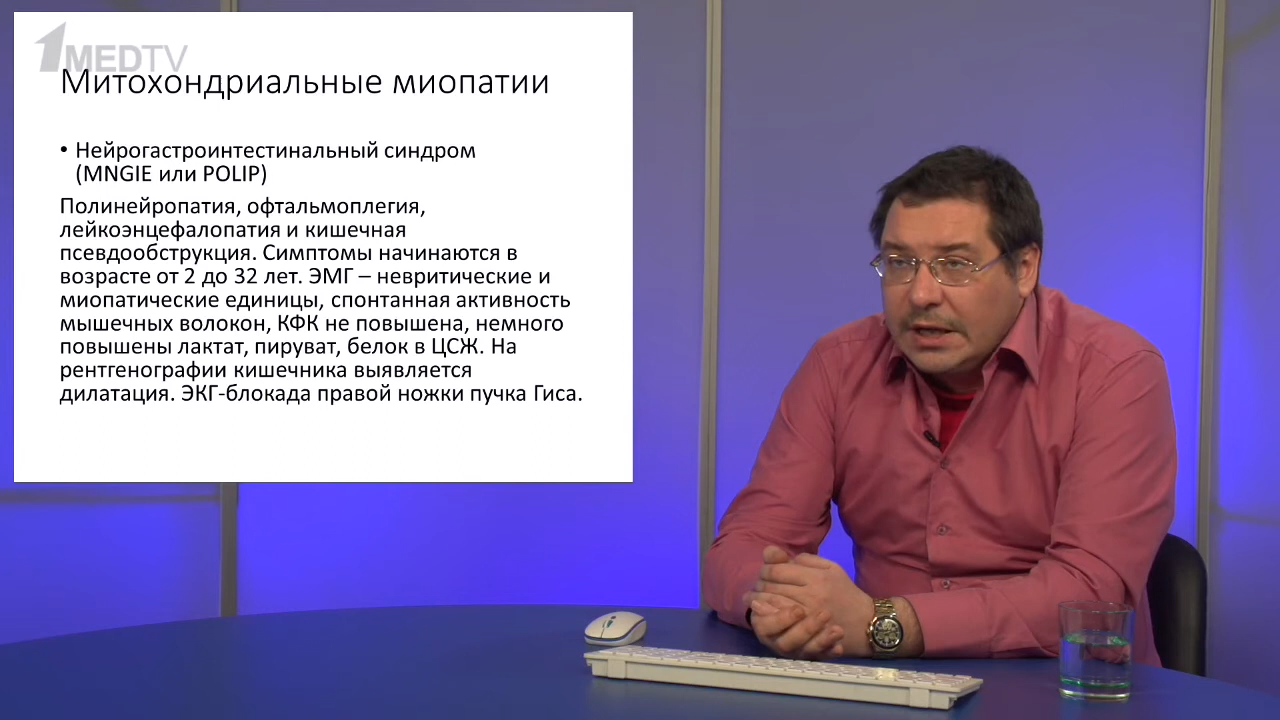 1MEDTV
Митохондриальные миопатии
• Нейрогастроинтестинальный синдром
(MNGIE или POLIP)
Полинейропатия, офтальмоплегия,
лейкоэнцефалопатия и кишечная
псевдообструкция. Симптомы начинаются в
возрасте от 2 до 32 лет. ЭМГ – невритические и
миопатические единицы, спонтанная активность
мышечных волокон, КФК не повышена, немного
повышены лактат, пируват, белок в ЦСЖ. На
рентгенографии кишечника выявляется
дилатация. ЭКГ-блокада правой ножки пучка Гиса.